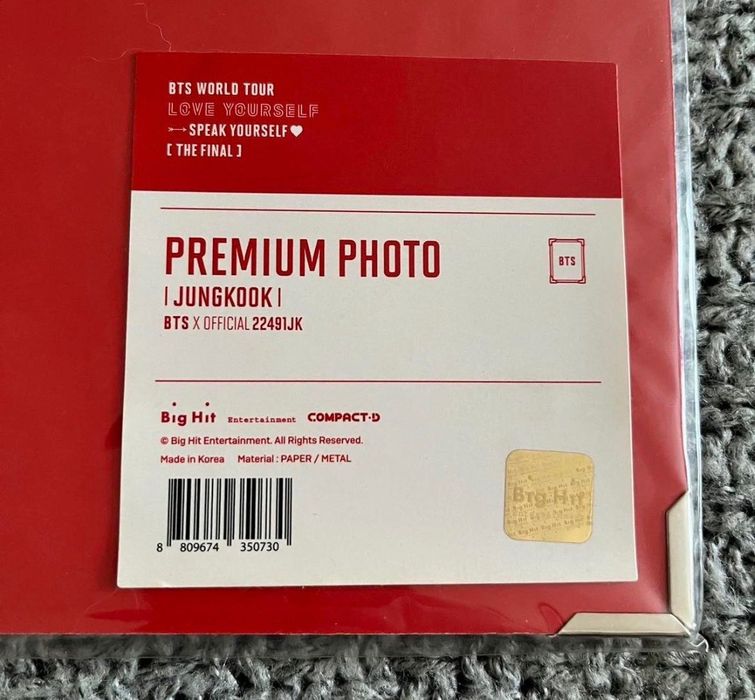 BTS WORLD TOUR
LOVE YOURSELF
SPEAK YOURSELF
[ THE FINAL ]
PREMIUM PHOTO
BTS
| JUNGKOOK |
BTS X OFFICIAL 22491JK
Big Hit Entertainment COMPACT·D
© Big Hit Entertainment. All Rights Reserved.
Made in Korea Material : PAPER / METAL
Big Hit
8 809674 350730